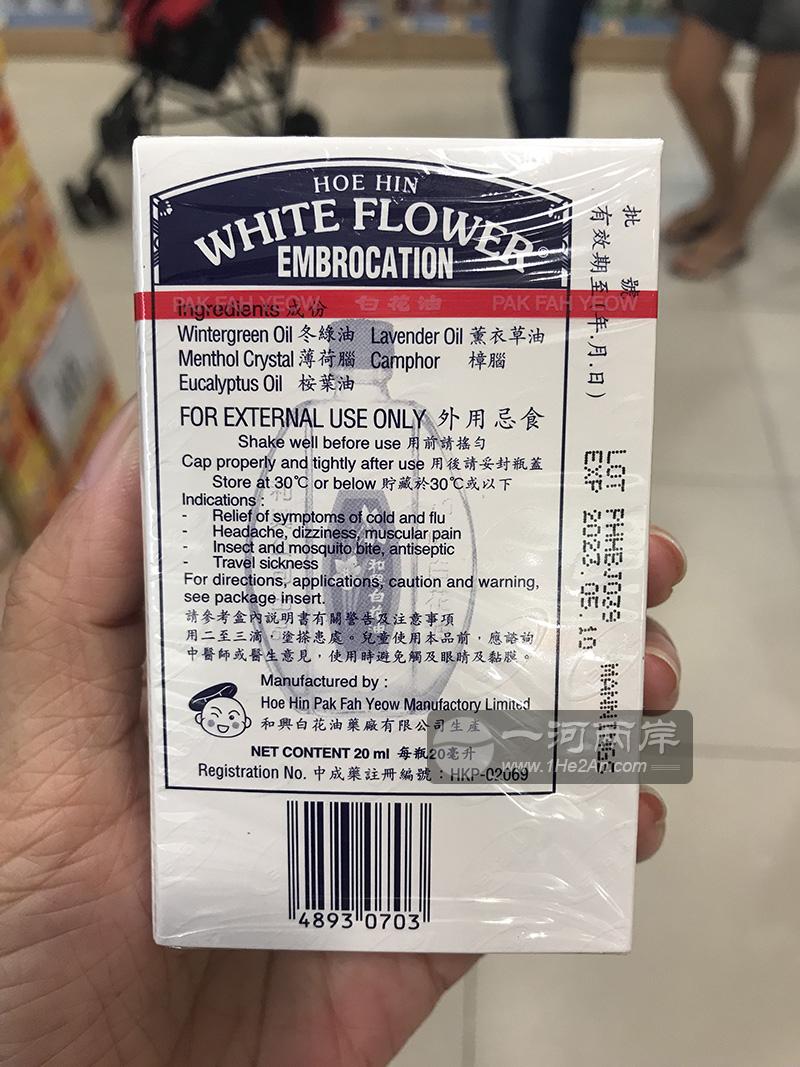 HOE HIN
WHITE FLOWER®
EMBROCATION
PAK FAH YEOW 白花油 PAK FAH YEOW
Ingredients 成份
Wintergreen Oil 冬綠油 Lavender Oil 薰衣草油
Menthol Crystal 薄荷腦 Camphor 樟腦
Eucalyptus Oil 桉葉油
FOR EXTERNAL USE ONLY 外用忌食
Shake well before use 用前請搖勻
Cap properly and tightly after use 用後請妥封瓶蓋
Store at 30℃ or below 貯藏於30℃或以下
Indications :
- Relief of symptoms of cold and flu
- Headache, dizziness, muscular pain
- Insect and mosquito bite, antiseptic
- Travel sickness
For directions, applications, caution and warning,
see package insert.
請參考盒內說明書有關警告及注意事項
用二至三滴，塗搽患處。兒童使用本品前，應諮詢
中醫師或醫生意見，使用時避免觸及眼睛及黏膜。
Manufactured by :
Hoe Hin Pak Fah Yeow Manufactory Limited
和興白花油藥廠有限公司生產
NET CONTENT 20 ml 每瓶20毫升
Registration No. 中成藥註冊編號：HKP-02069
4893 0703
批號
有效期至(年.月.日)
LOT PHHBJ039
EXP 2023.05.10
一河兩岸
www.1He2An.com